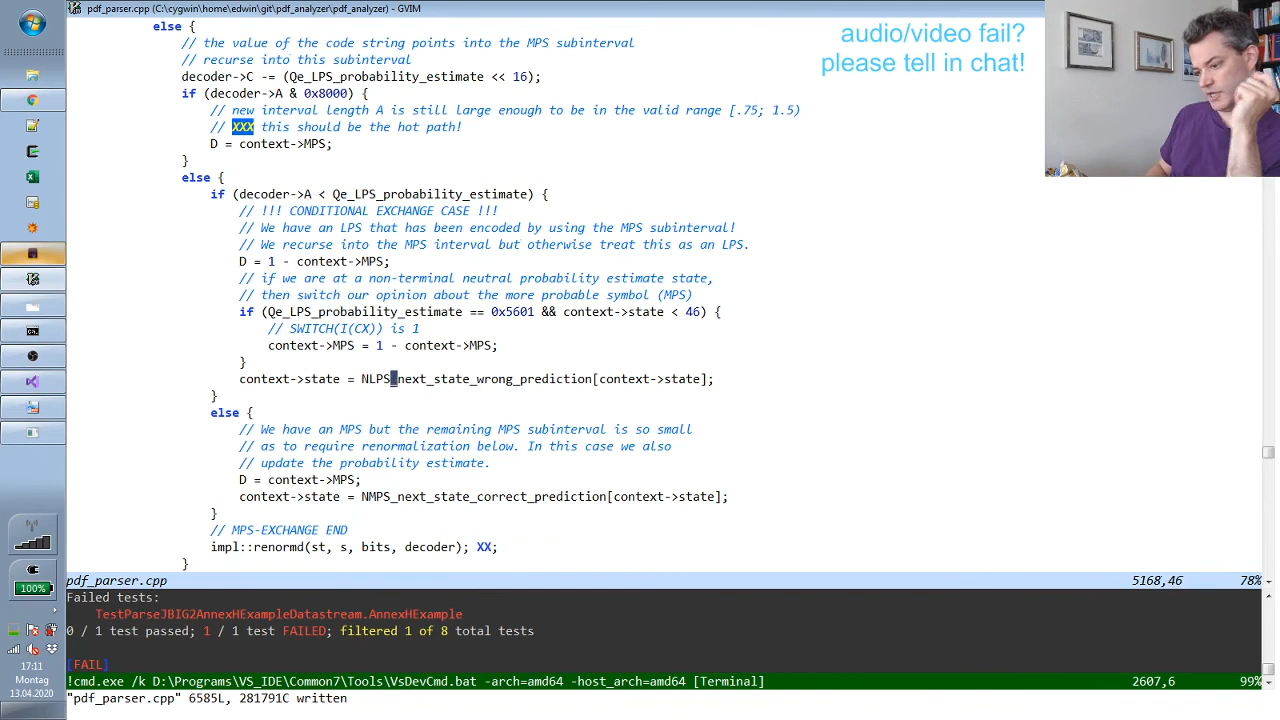 pdf_parser.cpp (C:\cygwin\home\edwin\git\pdf_analyzer\pdf_analyzer) - GVIM
else {
// the value of the code string points into the MPS subinterval
// recurse into this subinterval
decoder->C -= (Qe_LPS_probability_estimate << 16);
if (decoder->A & 0x8000) {
// new interval length A is still large enough to be in the valid range [.75; 1.5)
// XXX this should be the hot path!
D = context->MPS;
}
else {
if (decoder->A < Qe_LPS_probability_estimate) {
// !!! CONDITIONAL EXCHANGE CASE !!!
// We have an LPS that has been encoded by using the MPS subinterval!
// We recurse into the MPS interval but otherwise treat this as an LPS.
D = 1 - context->MPS;
// if we are at a non-terminal neutral probability estimate state,
// then switch our opinion about the more probable symbol (MPS)
if (Qe_LPS_probability_estimate == 0x5601 && context->state < 46) {
// SWITCH(I(CX)) is 1
context->MPS = 1 - context->MPS;
}
context->state = NLPS_next_state_wrong_prediction[context->state];
}
else {
// We have an MPS but the remaining MPS subinterval is so small
// as to require renormalization below. In this case we also
// update the probability estimate.
D = context->MPS;
context->state = NMPS_next_state_correct_prediction[context->state];
}
// MPS-EXCHANGE END
impl::renormd(st, s, bits, decoder); XX;
}
audio/video fail?
please tell in chat!
pdf_parser.cpp 5168,46 78%
Failed tests:
TestParseJBIG2AnnexHExampleDatastream.AnnexHExample
0 / 1 test passed; 1 / 1 test FAILED; filtered 1 of 8 total tests
[FAIL]
!cmd.exe /k D:\Programs\VS_IDE\Common7\Tools\VsDevCmd.bat -arch=amd64 -host_arch=amd64 [Terminal] 2607,6 99%
"pdf_parser.cpp" 6585L, 281791C written
100%
17:11
Montag
13.04.2020